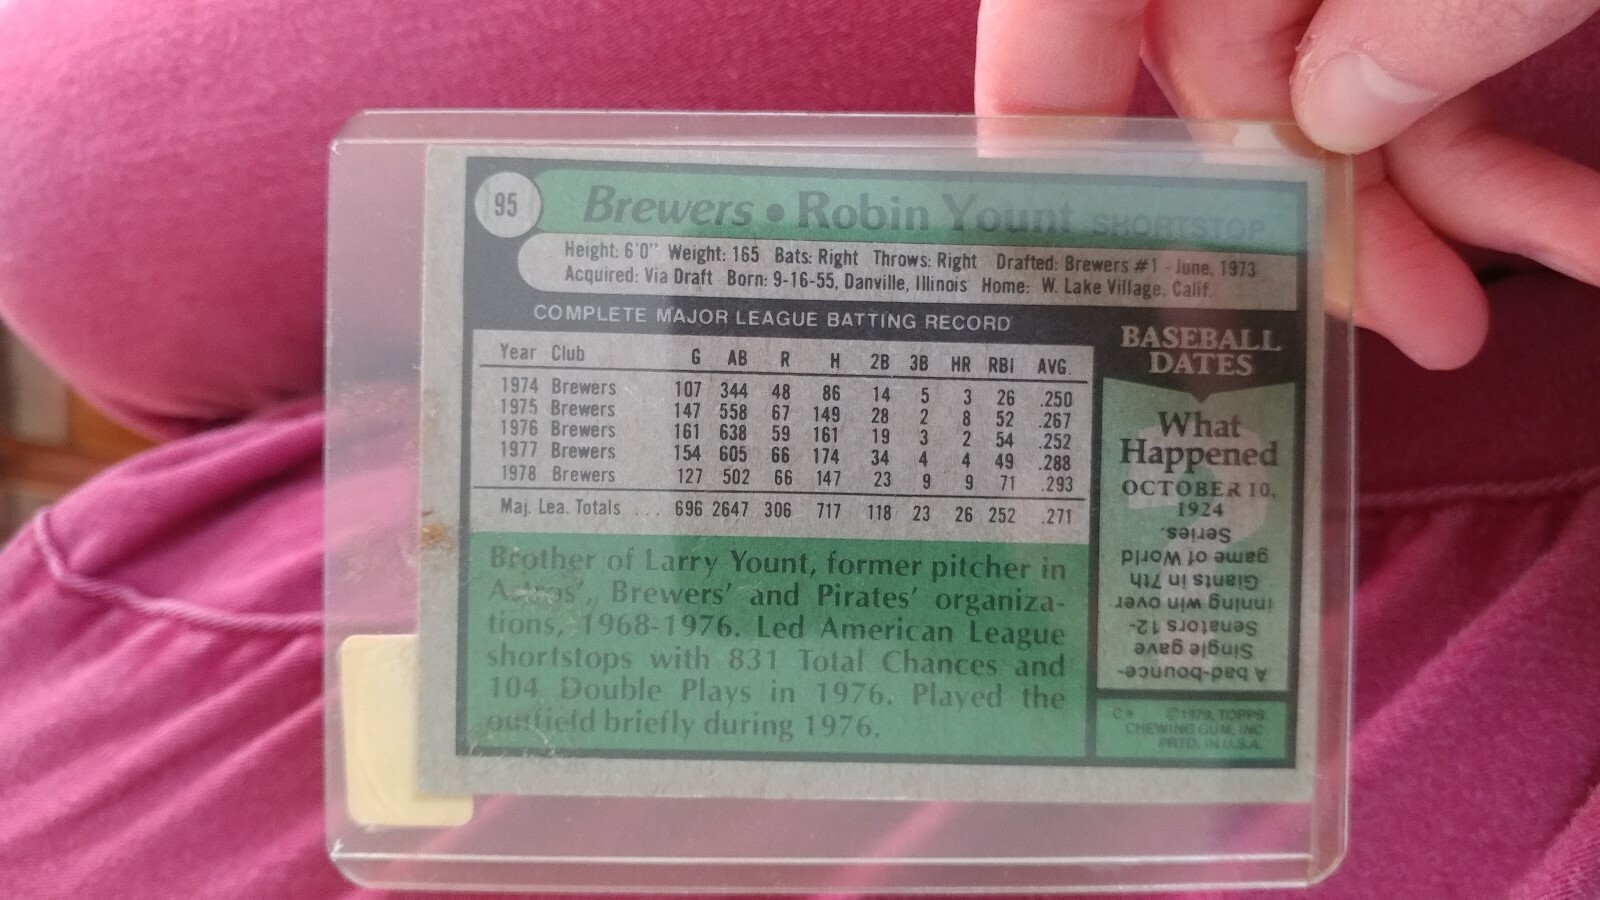 95
Brewers • Robin Yount SHORTSTOP
Height: 6'0" Weight: 165 Bats: Right Throws: Right Drafted: Brewers #1 - June, 1973
Acquired: Via Draft Born: 9-16-55, Danville, Illinois Home: W. Lake Village, Calif.
COMPLETE MAJOR LEAGUE BATTING RECORD
Year Club G AB R H 2B 3B HR RBI AVG.
1974 Brewers 107 344 48 86 14 5 3 26 .250
1975 Brewers 147 558 67 149 28 2 8 52 .267
1976 Brewers 161 638 59 161 19 3 2 54 .252
1977 Brewers 154 605 66 174 34 4 4 49 .288
1978 Brewers 127 502 66 147 23 9 9 71 .293
Maj. Lea. Totals ... 696 2647 306 717 118 23 26 252 .271
Brother of Larry Yount, former pitcher in
Astros', Brewers' and Pirates' organiza-
tions, 1968-1976. Led American League
shortstops with 831 Total Chances and
104 Double Plays in 1976. Played the
outfield briefly during 1976.
BASEBALL
DATES
What
Happened
OCTOBER 10,
1924
A bad-bounce
single gave
Senators 12-
inning win over
Giants in 7th
game of World
Series.
C* ©1979, TOPPS
CHEWING GUM, INC
PRTD. IN U.S.A.